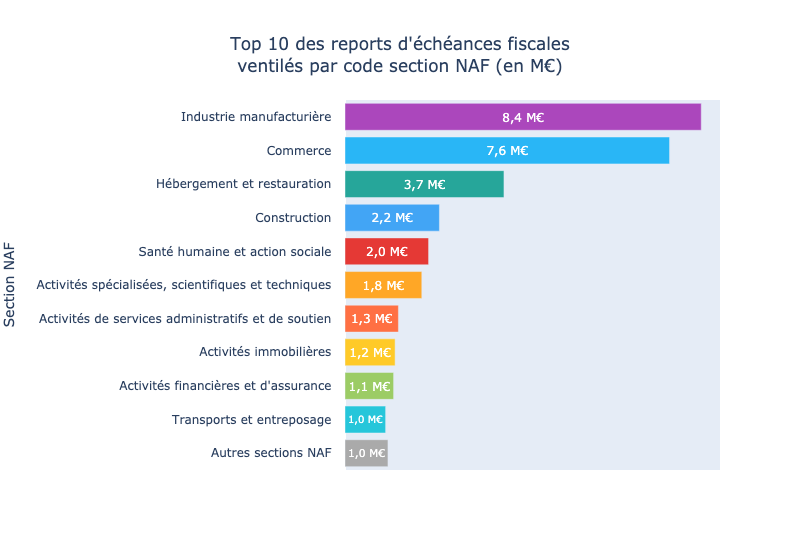 Top 10 des reports d'échéances fiscales
ventilés par code section NAF (en M€)
Section NAF
Industrie manufacturière 8,4 M€
Commerce 7,6 M€
Hébergement et restauration 3,7 M€
Construction 2,2 M€
Santé humaine et action sociale 2,0 M€
Activités spécialisées, scientifiques et techniques 1,8 M€
Activités de services administratifs et de soutien 1,3 M€
Activités immobilières 1,2 M€
Activités financières et d'assurance 1,1 M€
Transports et entreposage 1,0 M€
Autres sections NAF 1,0 M€